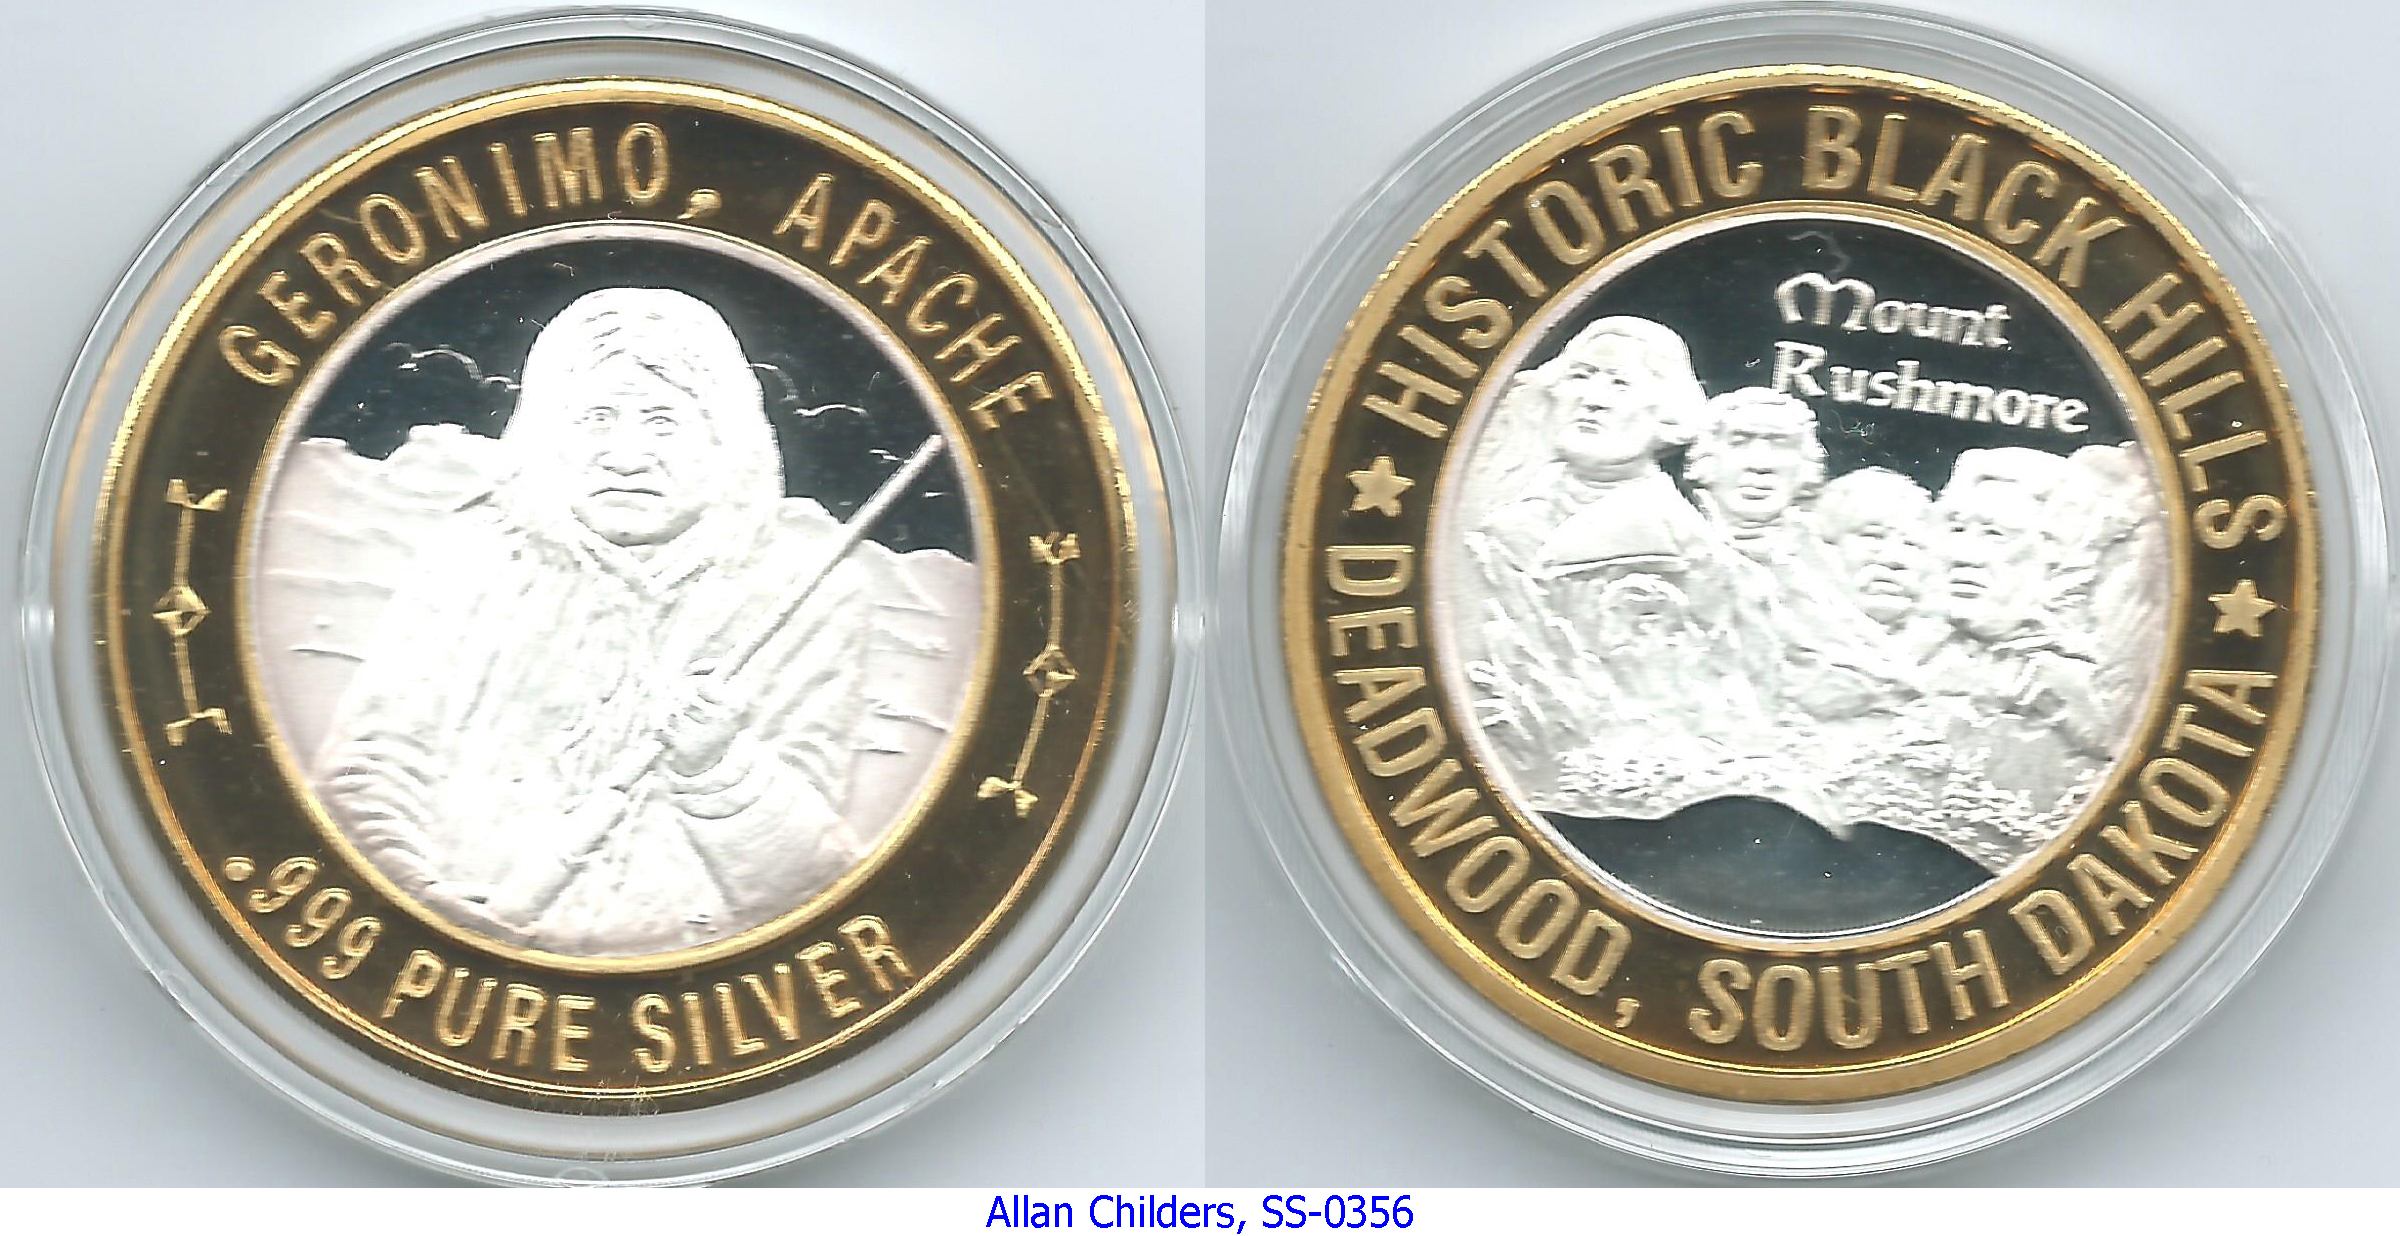 GERONIMO, APACHE
.999 PURE SILVER
HISTORIC BLACK HILLS
Mount
Rushmore
DEADWOOD, SOUTH DAKOTA
Allan Childers, SS-0356